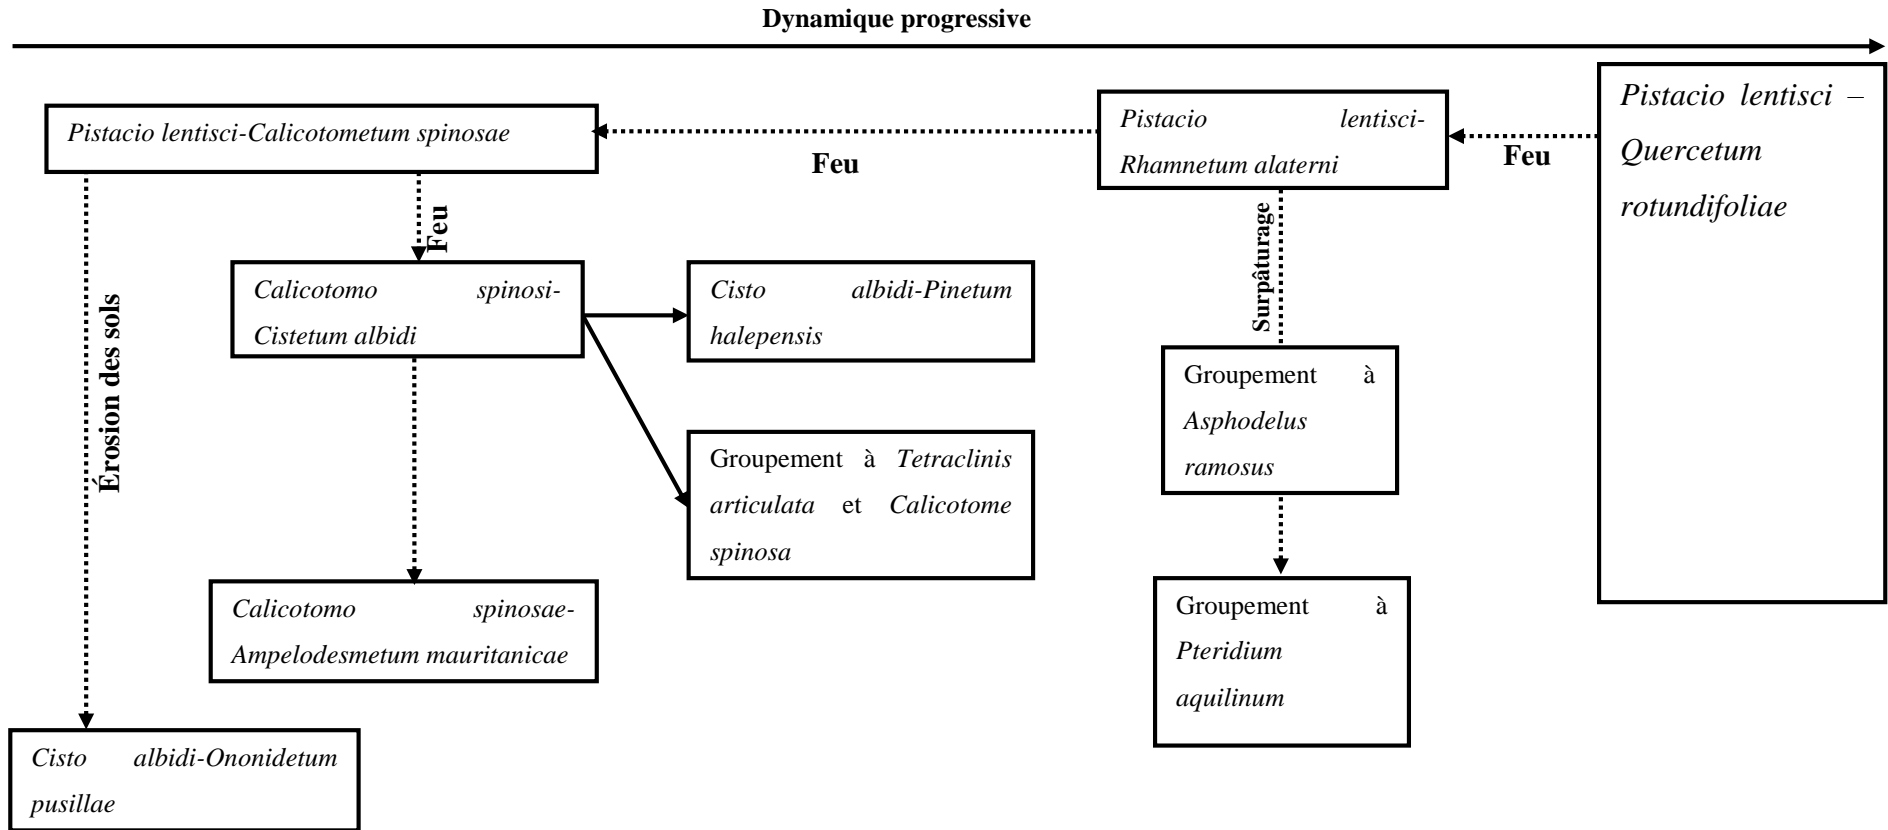 Dynamique progressive
Pistacio lentisci-Calicotometum spinosae
Feu
Pistacio lentisci-
Rhamnetum alaterni
Feu
Pistacio lentisci –
Quercetum
rotundifoliae
Érosion des sols
Feu
Surpâturage
Calicotomo spinosi-
Cistetum albidi
Cisto albidi-Pinetum
halepensis
Groupement à
Asphodelus
ramosus
Groupement à Tetraclinis
articulata et Calicotome
spinosa
Calicotomo spinosae-
Ampelodesmetum mauritanicae
Groupement à
Pteridium
aquilinum
Cisto albidi-Ononidetum
pusillae